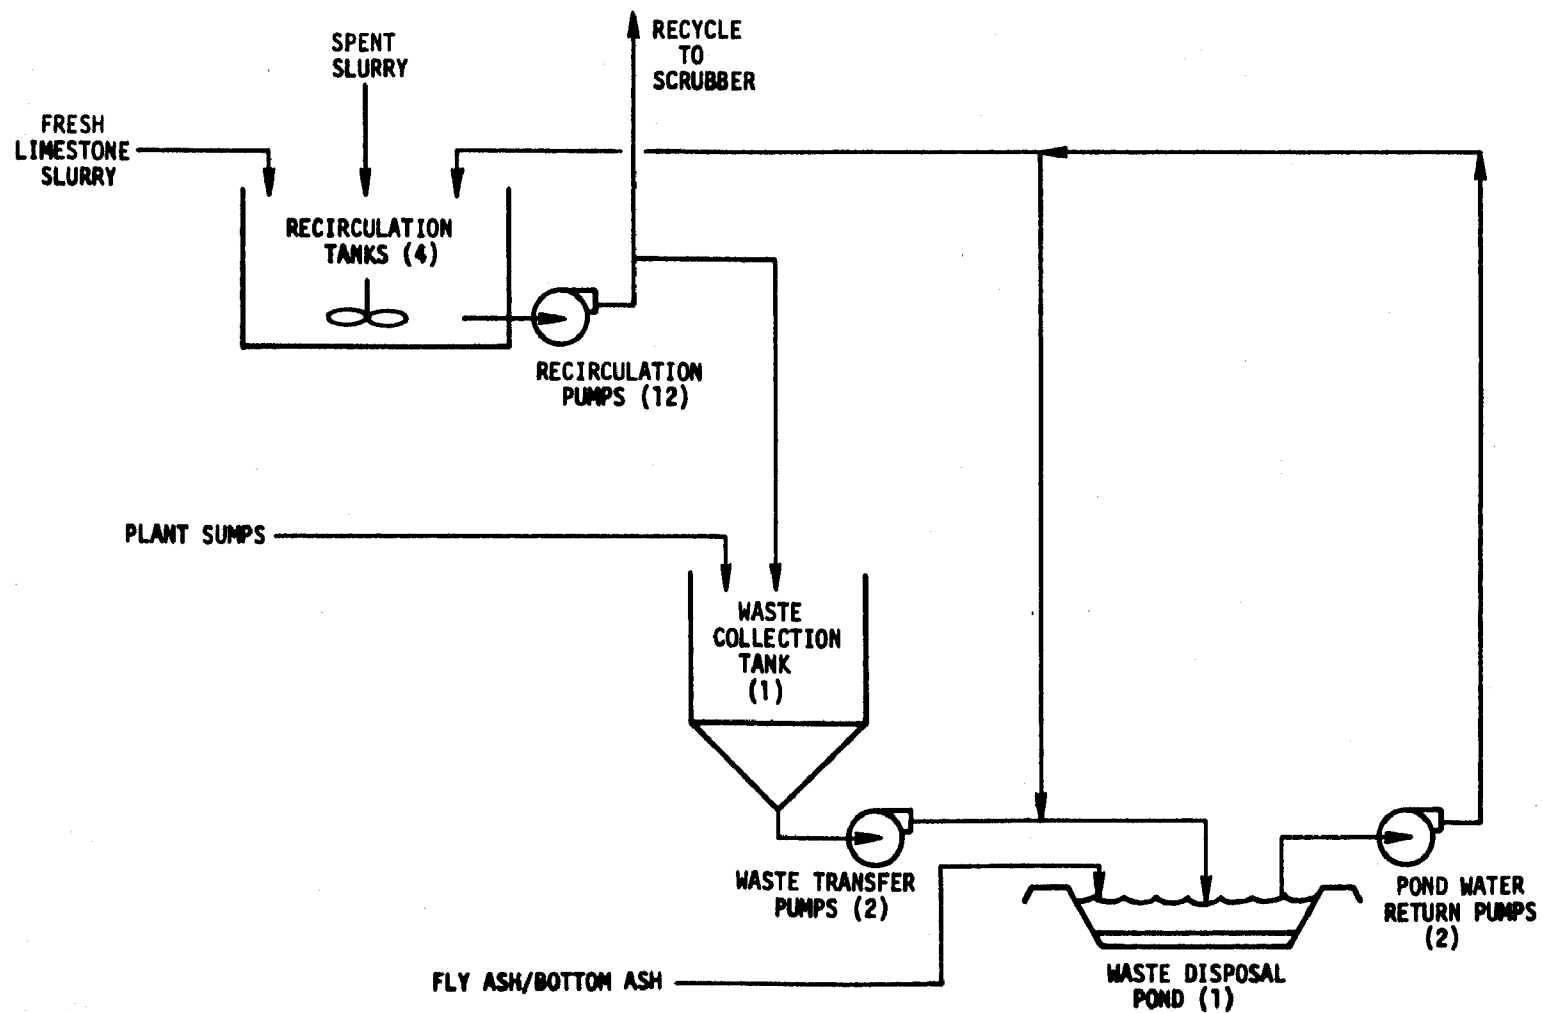 RECYCLE
TO
SCRUBBER
SPENT
SLURRY
FRESH
LIMESTONE
SLURRY
RECIRCULATION
TANKS (4)
RECIRCULATION
PUMPS (12)
PLANT SUMPS
WASTE
COLLECTION
TANK
(1)
WASTE TRANSFER
PUMPS (2)
POND WATER
RETURN PUMPS
(2)
FLY ASH/BOTTOM ASH
WASTE DISPOSAL
POND (1)